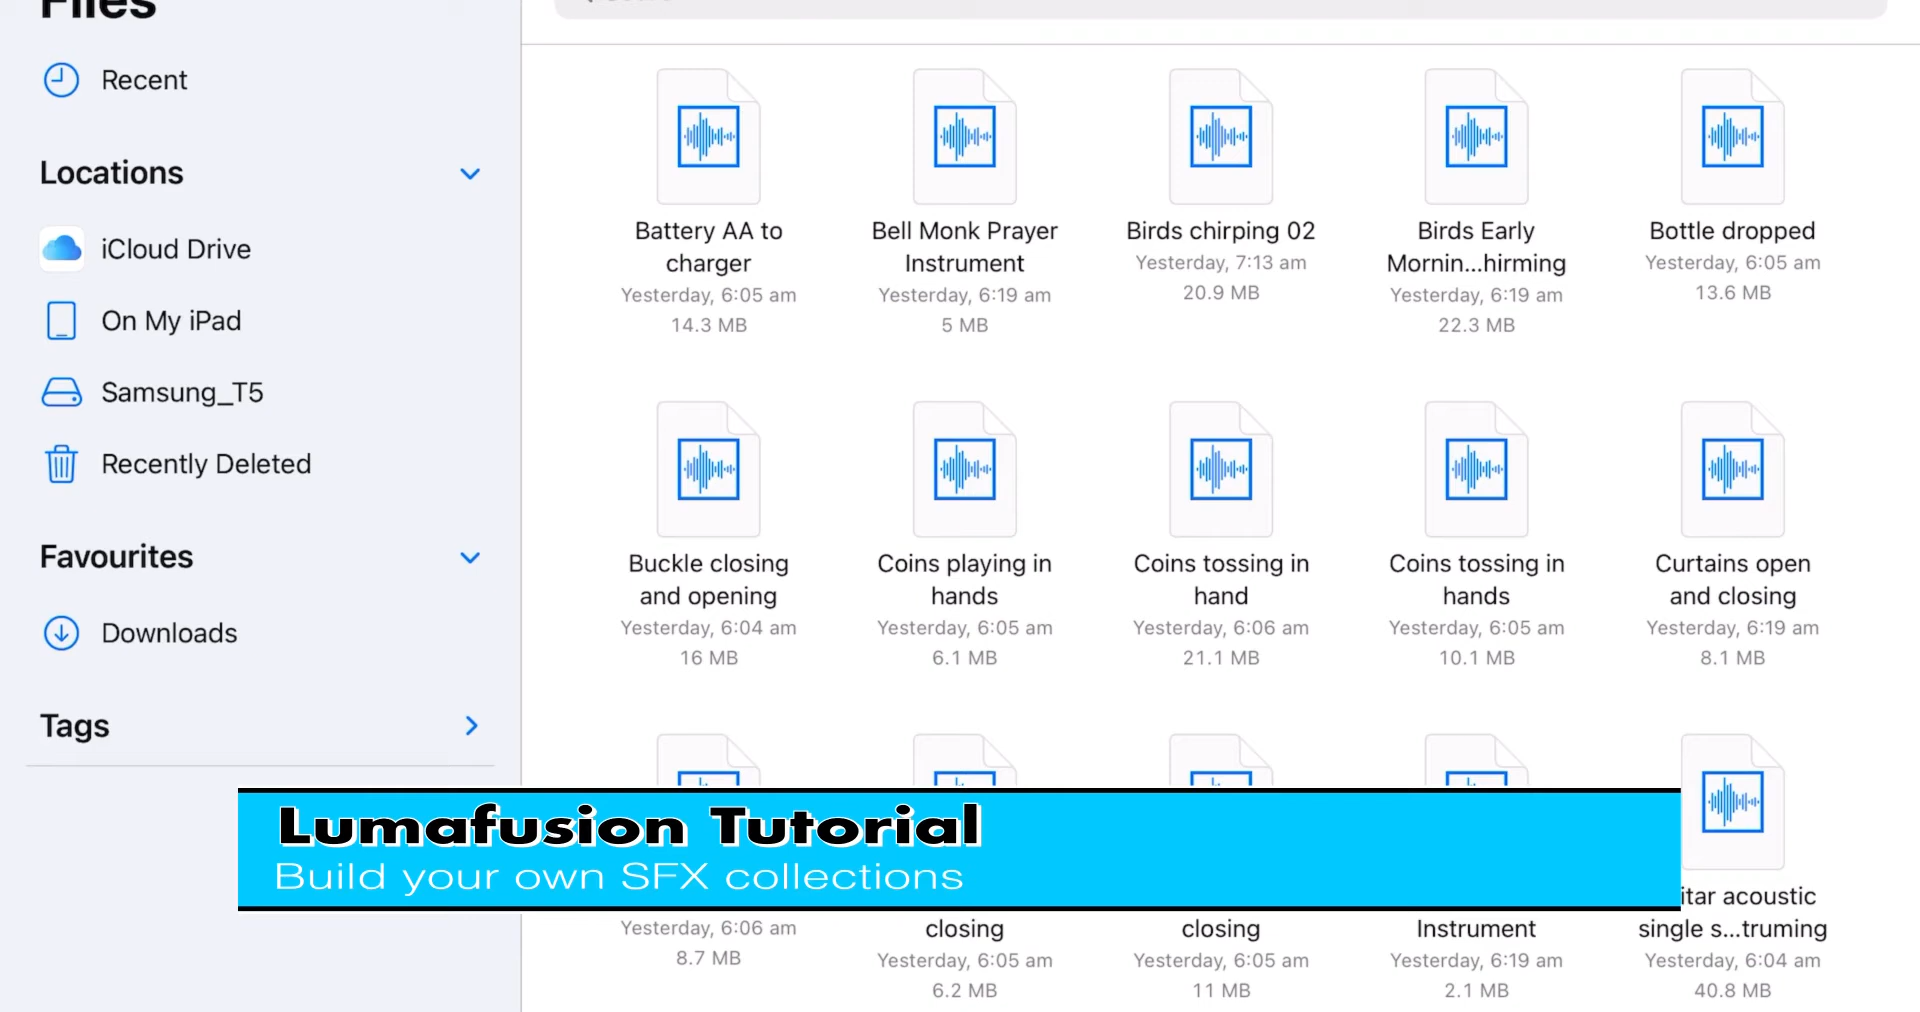 Files
Recent
Locations
iCloud Drive
On My iPad
Samsung_T5
Recently Deleted
Favourites
Downloads
Tags
Battery AA to
charger
Yesterday, 6:05 am
14.3 MB
Bell Monk Prayer
Instrument
Yesterday, 6:19 am
5 MB
Birds chirping 02
Yesterday, 7:13 am
20.9 MB
Birds Early
Mornin...hirming
Yesterday, 6:19 am
22.3 MB
Bottle dropped
Yesterday, 6:05 am
13.6 MB
Buckle closing
and opening
Yesterday, 6:04 am
16 MB
Coins playing in
hands
Yesterday, 6:05 am
6.1 MB
Coins tossing in
hand
Yesterday, 6:06 am
21.1 MB
Coins tossing in
hands
Yesterday, 6:05 am
10.1 MB
Curtains open
and closing
Yesterday, 6:19 am
8.1 MB
Yesterday, 6:06 am
8.7 MB
closing
Yesterday, 6:05 am
6.2 MB
closing
Yesterday, 6:05 am
11 MB
Instrument
Yesterday, 6:19 am
2.1 MB
itar acoustic
single s...truming
Yesterday, 6:04 am
40.8 MB
Lumafusion Tutorial
Build your own SFX collections